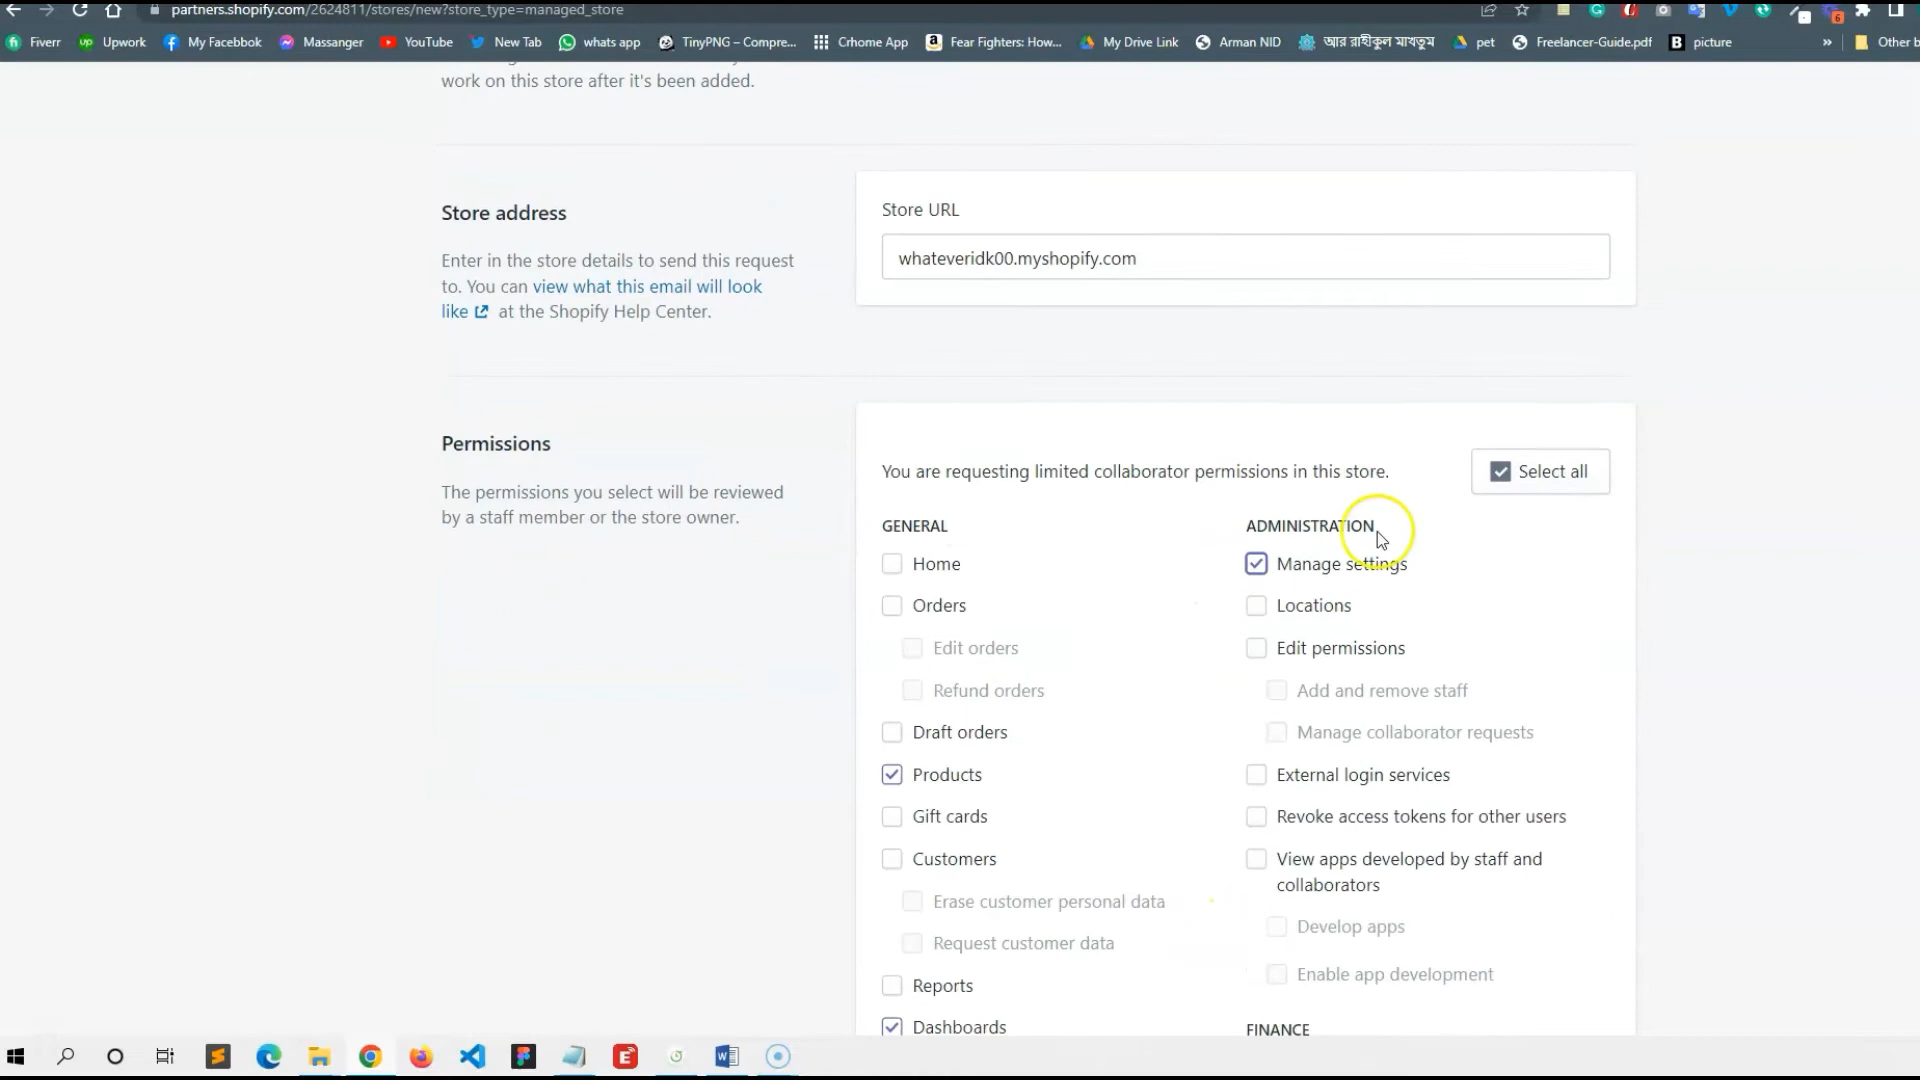 partners.shopify.com/2624811/stores/new?store_type=managed_store
Fiverr Upwork My Facebbok Massanger YouTube New Tab whats app TinyPNG – Compre... Crhome App Fear Fighters: How... My Drive Link Arman NID আর রাহীকুল মাখতুম pet Freelancer-Guide.pdf picture » Other b
work on this store after it's been added.
Store address
Enter in the store details to send this request
to. You can view what this email will look
like at the Shopify Help Center.
Store URL
whateveridk00.myshopify.com
Permissions
The permissions you select will be reviewed
by a staff member or the store owner.
You are requesting limited collaborator permissions in this store.
Select all
GENERAL
Home
Orders
Edit orders
Refund orders
Draft orders
Products
Gift cards
Customers
Erase customer personal data
Request customer data
Reports
Dashboards
ADMINISTRATION
Manage settings
Locations
Edit permissions
Add and remove staff
Manage collaborator requests
External login services
Revoke access tokens for other users
View apps developed by staff and
collaborators
Develop apps
Enable app development
FINANCE